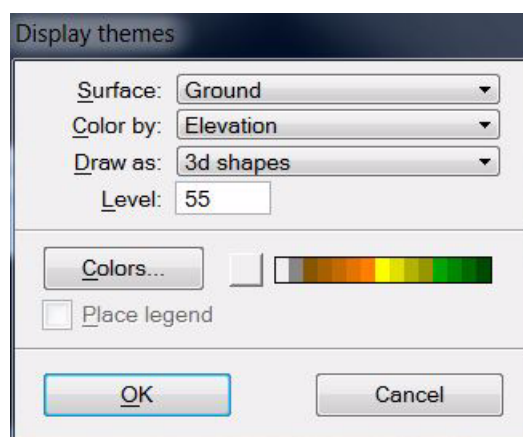 Display themes
Surface: Ground
Color by: Elevation
Draw as: 3d shapes
Level: 55
Colors...
Place legend
OK Cancel